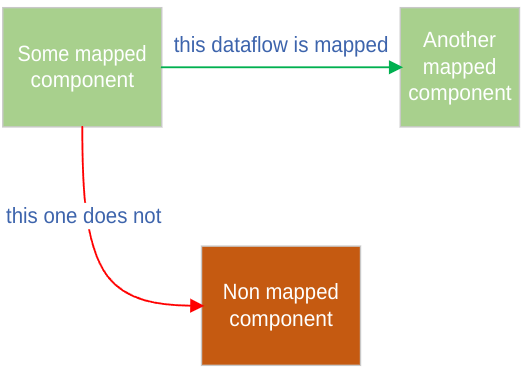 Some mapped
component
this dataflow is mapped
Another
mapped
component
this one does not
Non mapped
component